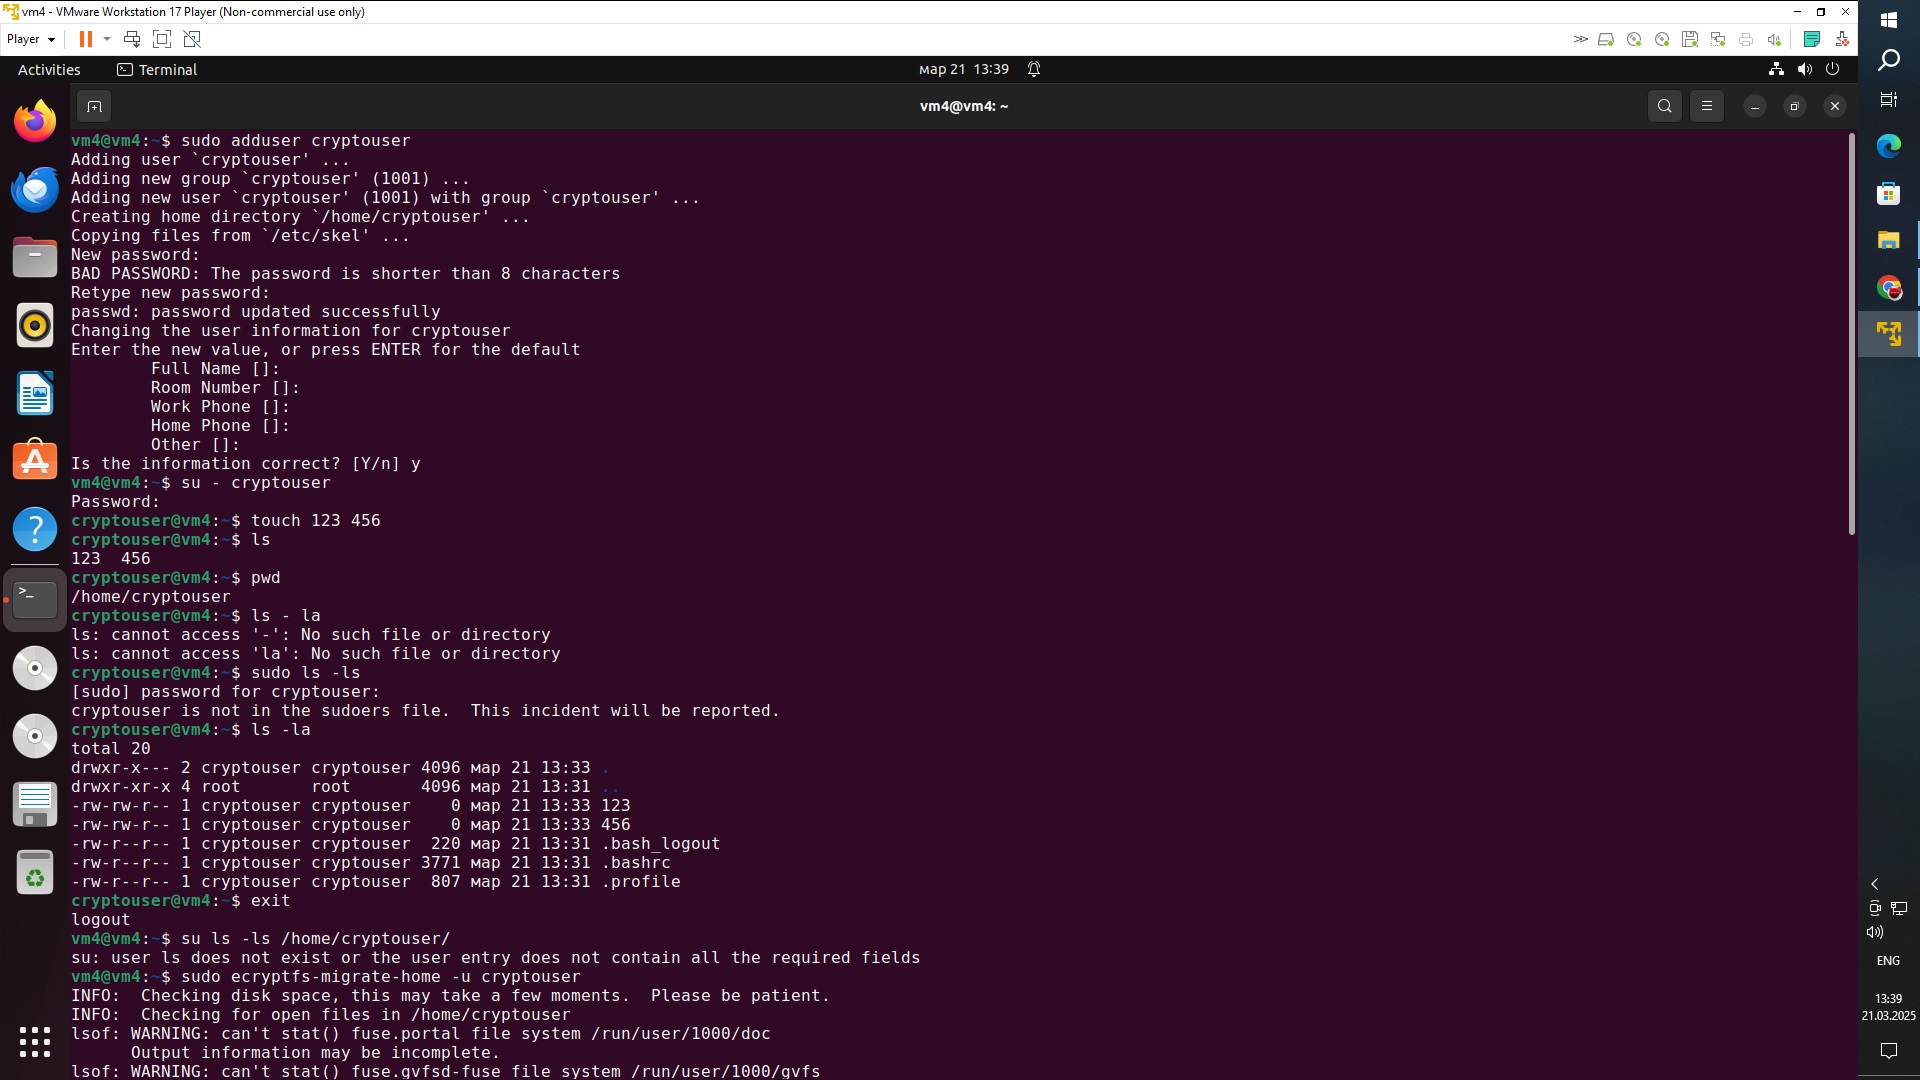 vm4 - VMware Workstation 17 Player (Non-commercial use only)
Player
Activities
Terminal
мар 21 13:39
vm4@vm4: ~
vm4@vm4:~$ sudo adduser cryptouser
Adding user `cryptouser' ...
Adding new group `cryptouser' (1001) ...
Adding new user `cryptouser' (1001) with group `cryptouser' ...
Creating home directory `/home/cryptouser' ...
Copying files from `/etc/skel' ...
New password:
BAD PASSWORD: The password is shorter than 8 characters
Retype new password:
passwd: password updated successfully
Changing the user information for cryptouser
Enter the new value, or press ENTER for the default
Full Name []:
Room Number []:
Work Phone []:
Home Phone []:
Other []:
Is the information correct? [Y/n] y
vm4@vm4:~$ su - cryptouser
Password:
cryptouser@vm4:~$ touch 123 456
cryptouser@vm4:~$ ls
123  456
cryptouser@vm4:~$ pwd
/home/cryptouser
cryptouser@vm4:~$ ls - la
ls: cannot access '-': No such file or directory
ls: cannot access 'la': No such file or directory
cryptouser@vm4:~$ sudo ls -ls
[sudo] password for cryptouser:
cryptouser is not in the sudoers file.  This incident will be reported.
cryptouser@vm4:~$ ls -la
total 20
drwxr-x--- 2 cryptouser cryptouser 4096 мар 21 13:33 .
drwxr-xr-x 4 root       root       4096 мар 21 13:31 ..
-rw-rw-r-- 1 cryptouser cryptouser    0 мар 21 13:33 123
-rw-rw-r-- 1 cryptouser cryptouser    0 мар 21 13:33 456
-rw-r--r-- 1 cryptouser cryptouser  220 мар 21 13:31 .bash_logout
-rw-r--r-- 1 cryptouser cryptouser 3771 мар 21 13:31 .bashrc
-rw-r--r-- 1 cryptouser cryptouser  807 мар 21 13:31 .profile
cryptouser@vm4:~$ exit
logout
vm4@vm4:~$ su ls -ls /home/cryptouser/
su: user ls does not exist or the user entry does not contain all the required fields
vm4@vm4:~$ sudo ecryptfs-migrate-home -u cryptouser
INFO:  Checking disk space, this may take a few moments.  Please be patient.
INFO:  Checking for open files in /home/cryptouser
lsof: WARNING: can't stat() fuse.portal file system /run/user/1000/doc
Output information may be incomplete.
lsof: WARNING: can't stat() fuse.gvfsd-fuse file system /run/user/1000/gvfs
ENG
13:39
21.03.2025